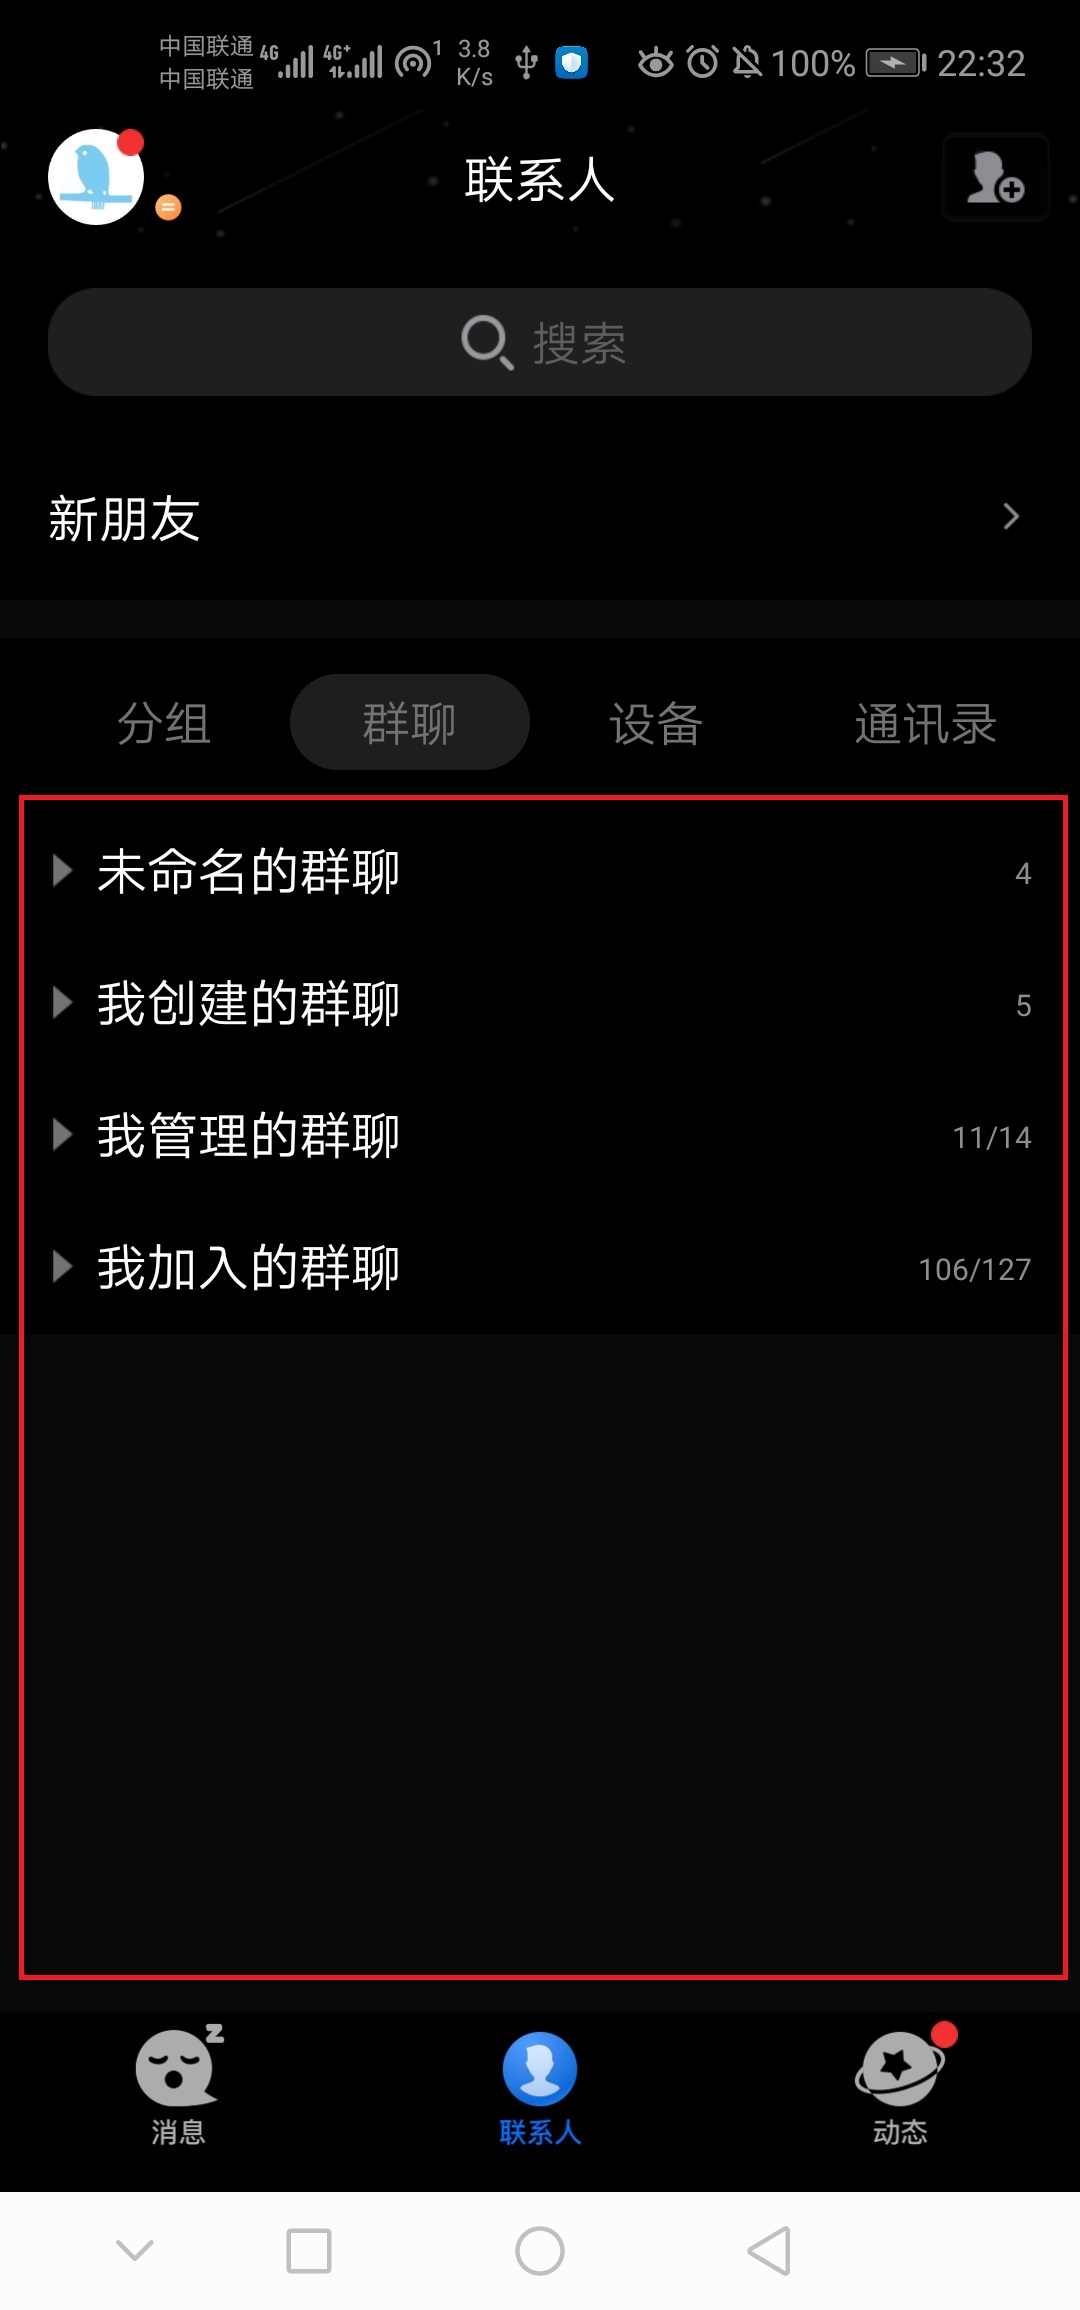 中国联通 4G 4G+ 1 3.8 100% 22:32
中国联通 K/s
联系人
搜索
新朋友
分组 群聊 设备 通讯录
未命名的群聊 4
我创建的群聊 5
我管理的群聊 11/14
我加入的群聊 106/127
消息 联系人 动态